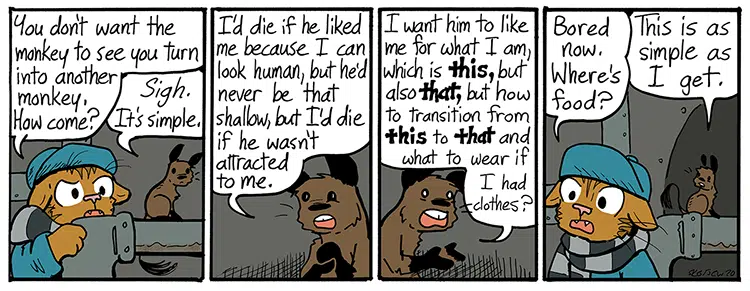 You don't want the
monkey to see you turn
into another
monkey.
How come?
Sigh.
It's simple.
I'd die if he liked
me because I can
look human, but he'd
never be that
shallow, but I'd die
if he wasn't
attracted
to me.
I want him to like
me for what I am,
which is this, but
also that, but how
to transition from
this to that and
what to wear if
I had
clothes?
Bored
now.
Where's
food?
This is as
simple as
I get.